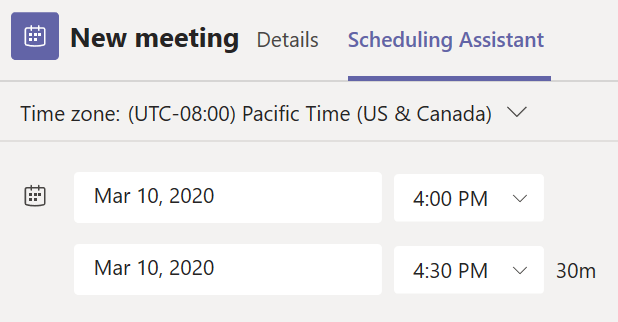 New meeting Details Scheduling Assistant
Time zone: (UTC-08:00) Pacific Time (US & Canada)
Mar 10, 2020 4:00 PM
Mar 10, 2020 4:30 PM 30m